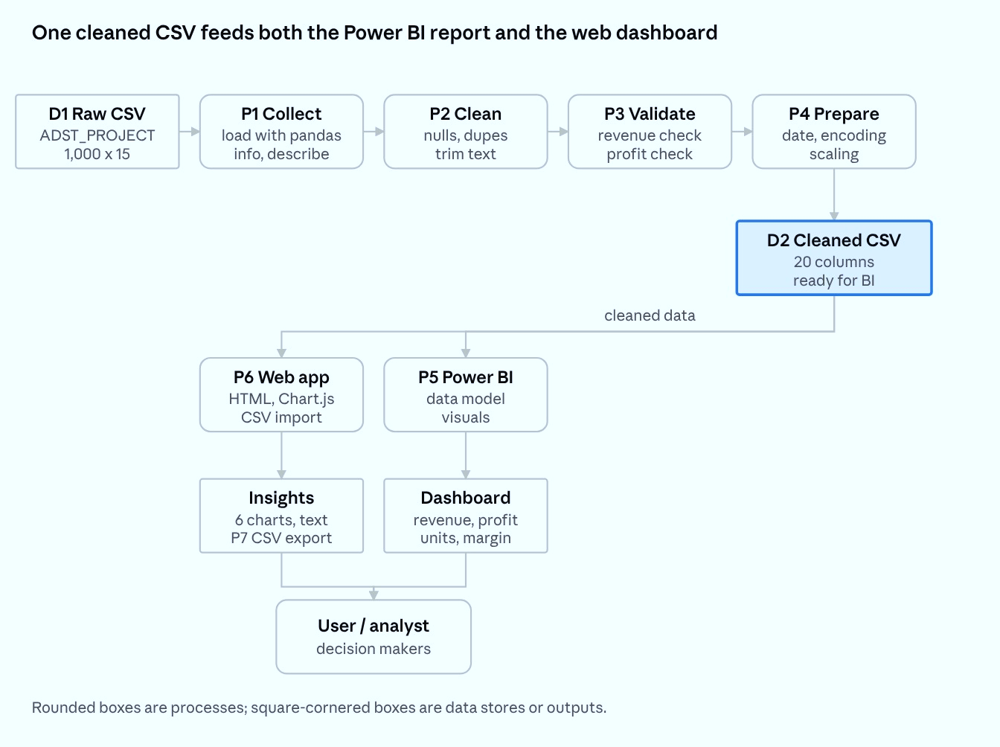 One cleaned CSV feeds both the Power BI report and the web dashboard
D1 Raw CSV
ADST_PROJECT
1,000 x 15
P1 Collect
load with pandas
info, describe
P2 Clean
nulls, dupes
trim text
P3 Validate
revenue check
profit check
P4 Prepare
date, encoding
scaling
D2 Cleaned CSV
20 columns
ready for BI
cleaned data
P6 Web app
HTML, Chart.js
CSV import
P5 Power BI
data model
visuals
Insights
6 charts, text
P7 CSV export
Dashboard
revenue, profit
units, margin
User / analyst
decision makers
Rounded boxes are processes; square-cornered boxes are data stores or outputs.